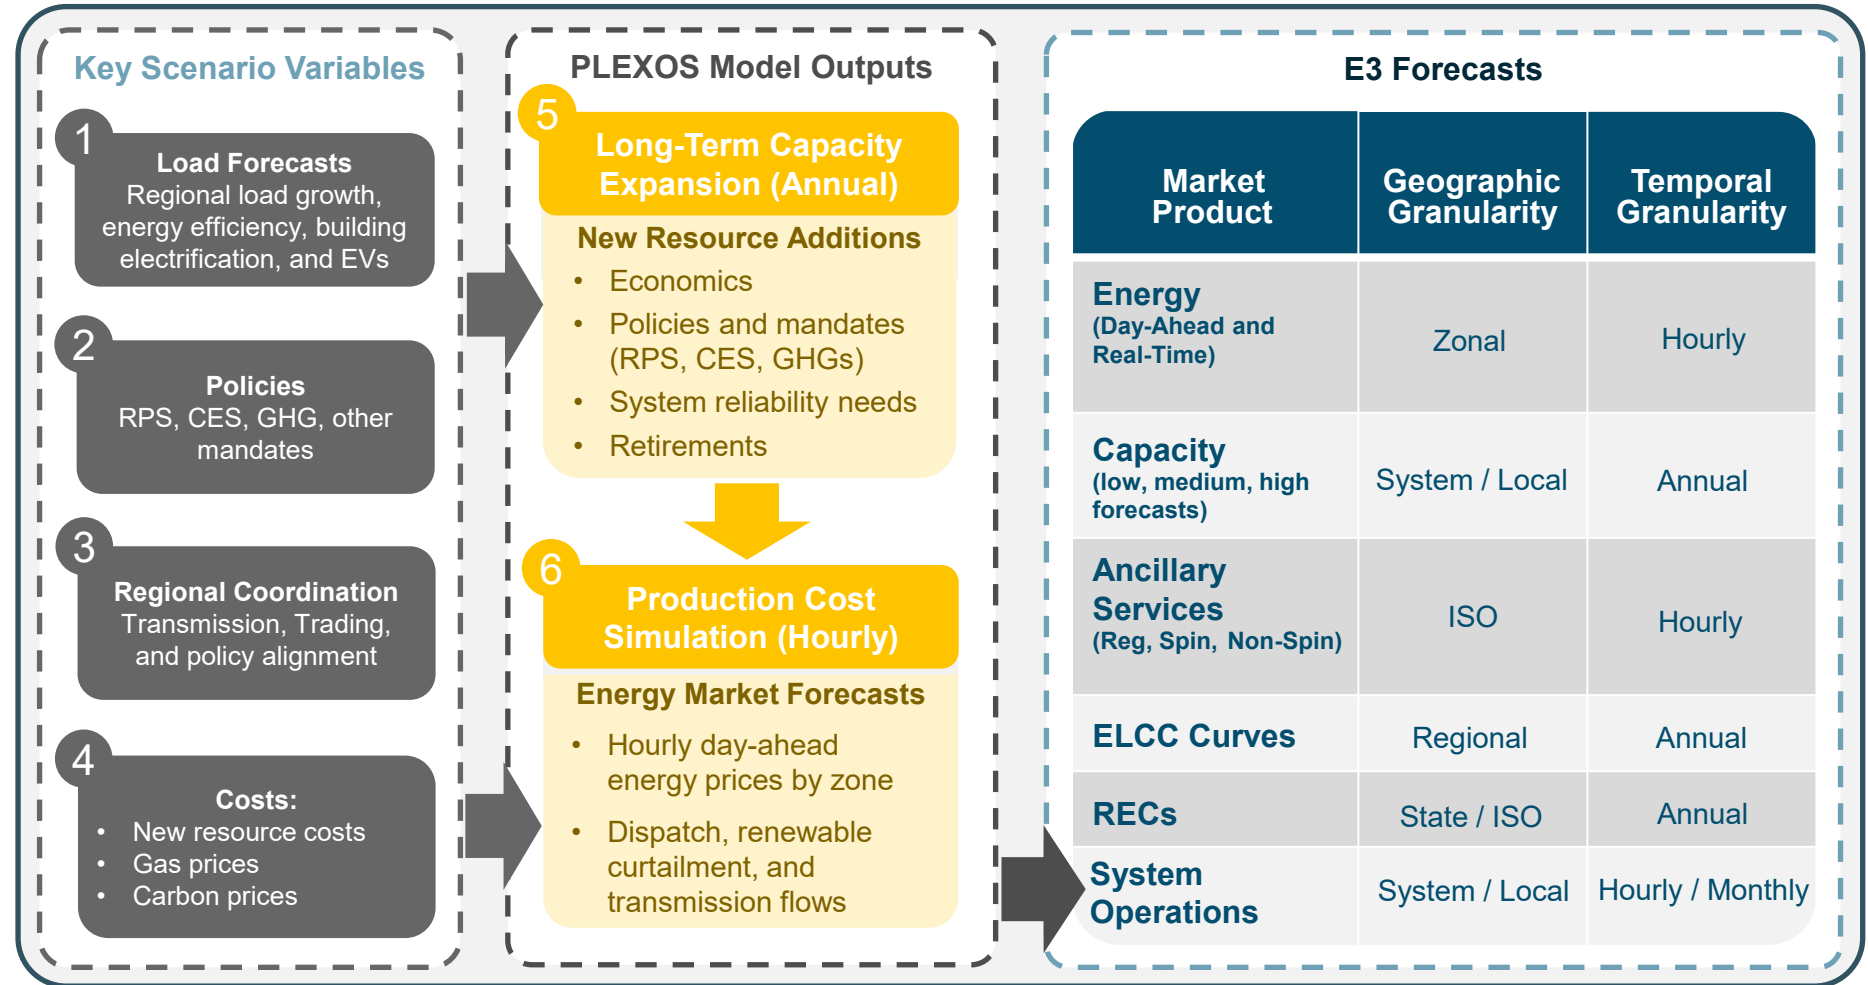 Key Scenario Variables
1
Load Forecasts
Regional load growth,
energy efficiency, building
electrification, and EVs
2
Policies
RPS, CES, GHG, other
mandates
3
Regional Coordination
Transmission, Trading,
and policy alignment
4
Costs:
• New resource costs
• Gas prices
• Carbon prices
PLEXOS Model Outputs
5
Long-Term Capacity
Expansion (Annual)
New Resource Additions
• Economics
• Policies and mandates
(RPS, CES, GHGs)
• System reliability needs
• Retirements
6
Production Cost
Simulation (Hourly)
Energy Market Forecasts
• Hourly day-ahead
energy prices by zone
• Dispatch, renewable
curtailment, and
transmission flows
E3 Forecasts
Market
Product
Geographic
Granularity
Temporal
Granularity
Energy
(Day-Ahead and
Real-Time)
Zonal
Hourly
Capacity
(low, medium, high
forecasts)
System / Local
Annual
Ancillary
Services
(Reg, Spin, Non-Spin)
ISO
Hourly
ELCC Curves
Regional
Annual
RECs
State / ISO
Annual
System
Operations
System / Local
Hourly / Monthly